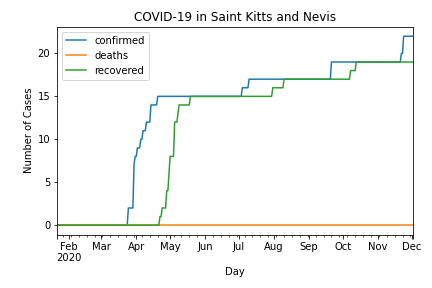 COVID-19 in Saint Kitts and Nevis
confirmed
deaths
recovered
Number of Cases
20
15
10
5
0
Feb Mar Apr May Jun Jul Aug Sep Oct Nov Dec
2020
Day